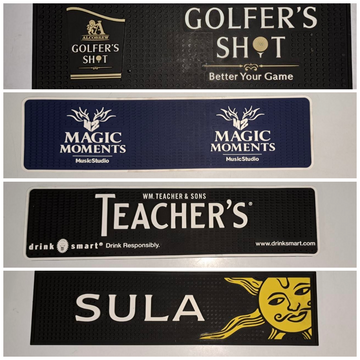 ALCOBREW
GOLFER'S
SHOT
GOLFER'S
SHOT
Better Your Game
MAGIC
MOMENTS
MusicStudio
MAGIC
MOMENTS
MusicStudio
WM. TEACHER & SONS
TEACHER'S®
drink smart® Drink Responsibly.
www.drinksmart.com
SULA